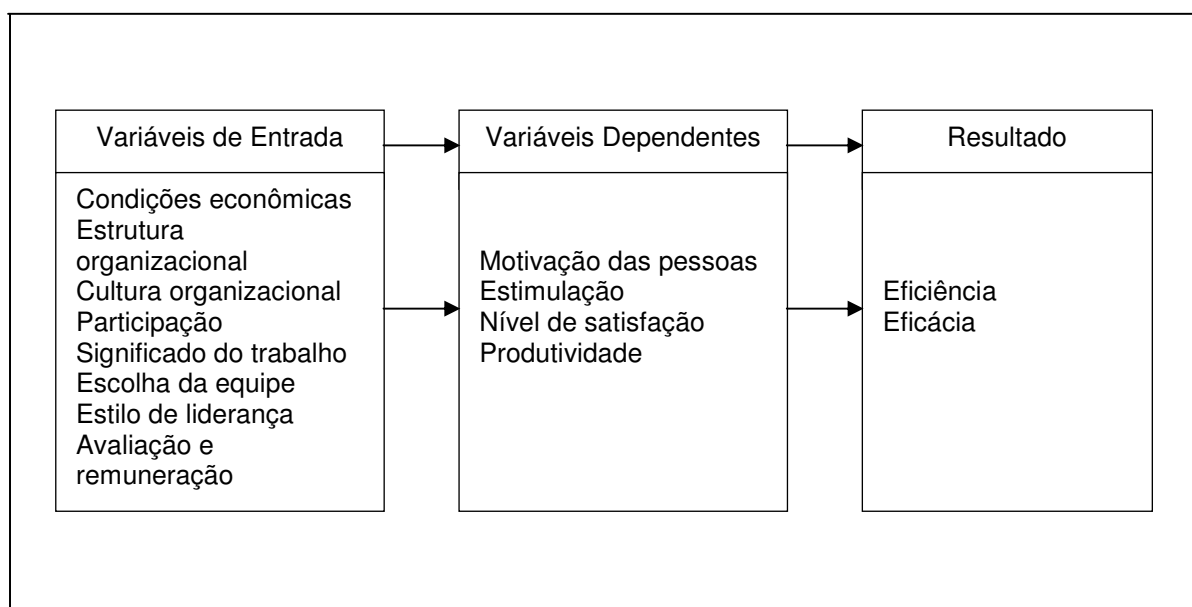 Variáveis de Entrada
Condições econômicas
Estrutura
organizacional
Cultura organizacional
Participação
Significado do trabalho
Escolha da equipe
Estilo de liderança
Avaliação e
remuneração
Variáveis Dependentes
Motivação das pessoas
Estimulação
Nível de satisfação
Produtividade
Resultado
Eficiência
Eficácia